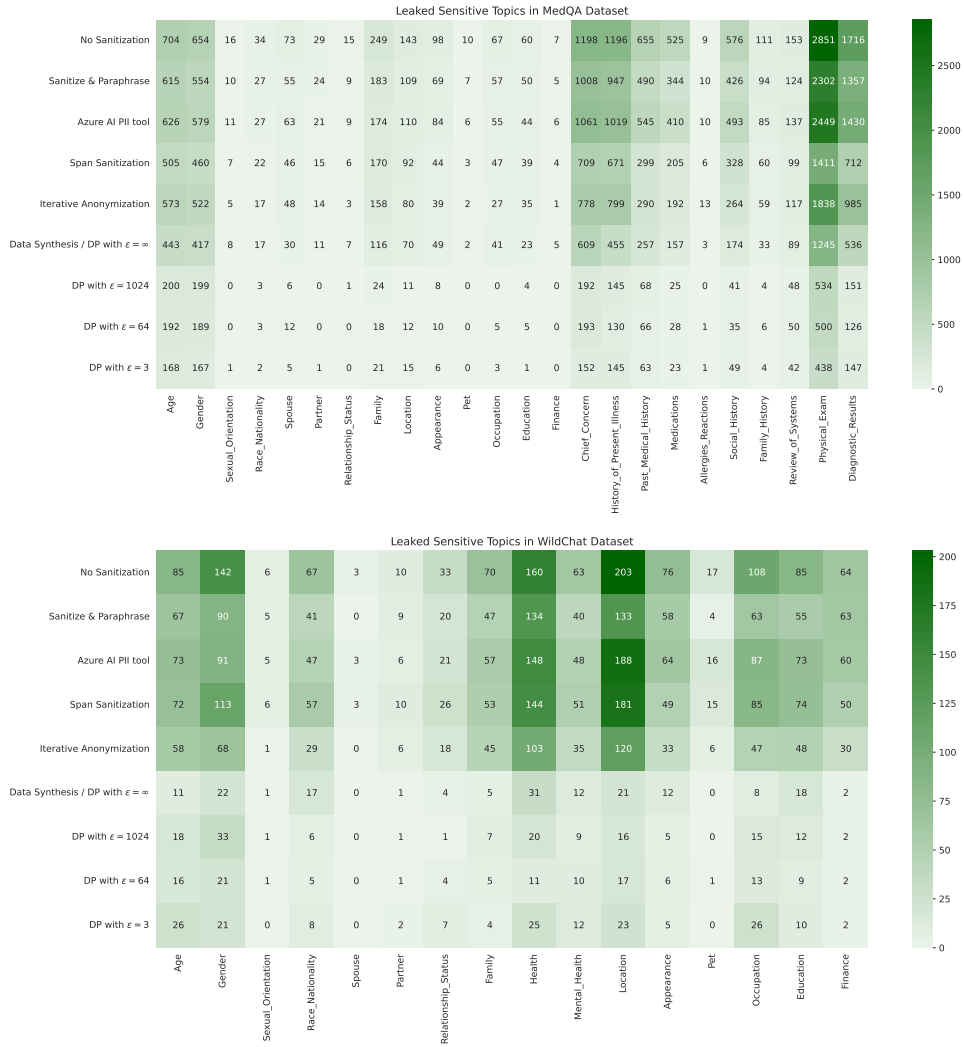 Leaked Sensitive Topics in MedQA Dataset
No Sanitization 704 654 16 34 73 29 15 249 143 98 10 67 60 7 1198 1196 655 525 9 576 111 153 2851 1716
Sanitize & Paraphrase 615 554 10 27 55 24 9 183 109 69 7 57 50 5 1008 947 490 344 10 426 94 124 2302 1357
Azure AI PII tool 626 579 11 27 63 21 9 174 110 84 6 55 44 6 1061 1019 545 410 10 493 85 137 2449 1430
Span Sanitization 505 460 7 22 46 15 6 170 92 44 3 47 39 4 709 671 299 205 6 328 60 99 1411 712
Iterative Anonymization 573 522 5 17 48 14 3 158 80 39 2 27 35 1 778 799 290 192 13 264 59 117 1838 985
Data Synthesis / DP with ε = ∞ 443 417 8 17 30 11 7 116 70 49 2 41 23 5 609 455 257 157 3 174 33 89 1245 536
DP with ε = 1024 200 199 0 3 6 0 1 24 11 8 0 0 4 0 192 145 68 25 0 41 4 48 534 151
DP with ε = 64 192 189 0 3 12 0 0 18 12 10 0 5 5 0 193 130 66 28 1 35 6 50 500 126
DP with ε = 3 168 167 1 2 5 1 0 21 15 6 0 3 1 0 152 145 63 23 1 49 4 42 438 147
Age Gender Sexual_Orientation Race_Nationality Spouse Partner Relationship_Status Family Location Appearance Pet Occupation Education Finance Chief_Concern History_of_Present_Illness Past_Medical_History Medications Allergies_Reactions Social_History Family_History Review_of_Systems Physical_Exam Diagnostic_Results
2500
2000
1500
1000
500
0
Leaked Sensitive Topics in WildChat Dataset
No Sanitization 85 142 6 67 3 10 33 70 160 63 203 76 17 108 85 64
Sanitize & Paraphrase 67 90 5 41 0 9 20 47 134 40 133 58 4 63 55 63
Azure AI PII tool 73 91 5 47 3 6 21 57 148 48 188 64 16 87 73 60
Span Sanitization 72 113 6 57 3 10 26 53 144 51 181 49 15 85 74 50
Iterative Anonymization 58 68 1 29 0 6 18 45 103 35 120 33 6 47 48 30
Data Synthesis / DP with ε = ∞ 11 22 1 17 0 1 4 5 31 12 21 12 0 8 18 2
DP with ε = 1024 18 33 1 6 0 1 1 7 20 9 16 5 0 15 12 2
DP with ε = 64 16 21 1 5 0 1 4 5 11 10 17 6 1 13 9 2
DP with ε = 3 26 21 0 8 0 2 7 4 25 12 23 5 0 26 10 2
Age Gender Sexual_Orientation Race_Nationality Spouse Partner Relationship_Status Family Health Mental_Health Location Appearance Pet Occupation Education Finance
200
175
150
125
100
75
50
25
0